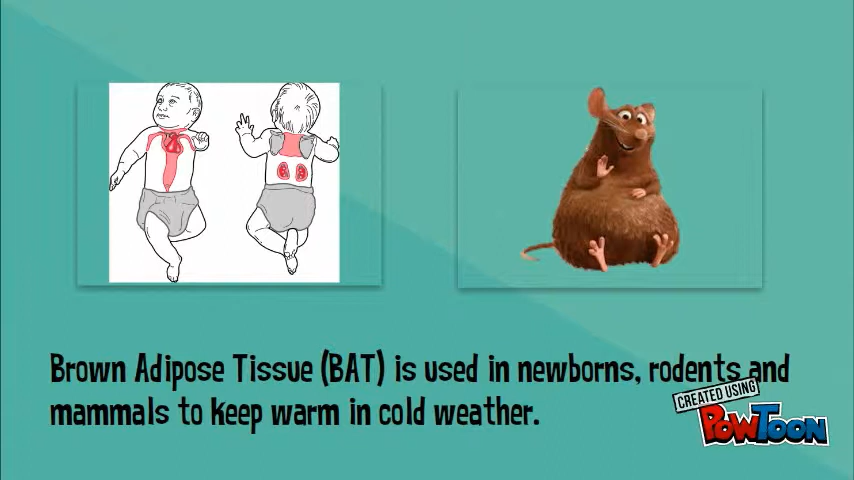 Brown Adipose Tissue (BAT) is used in newborns, rodents and
mammals to keep warm in cold weather.
CREATED USING
POWTOON